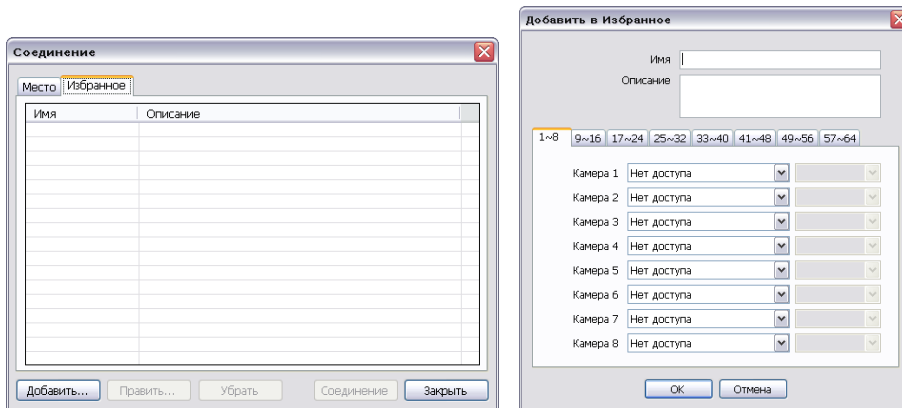 Соединение
Место Избранное
Имя Описание
Добавить... Править... Убрать Соединение Закрыть
Добавить в Избранное
Имя
Описание
1~8 9~16 17~24 25~32 33~40 41~48 49~56 57~64
Камера 1 Нет доступа
Камера 2 Нет доступа
Камера 3 Нет доступа
Камера 4 Нет доступа
Камера 5 Нет доступа
Камера 6 Нет доступа
Камера 7 Нет доступа
Камера 8 Нет доступа
OK Отмена